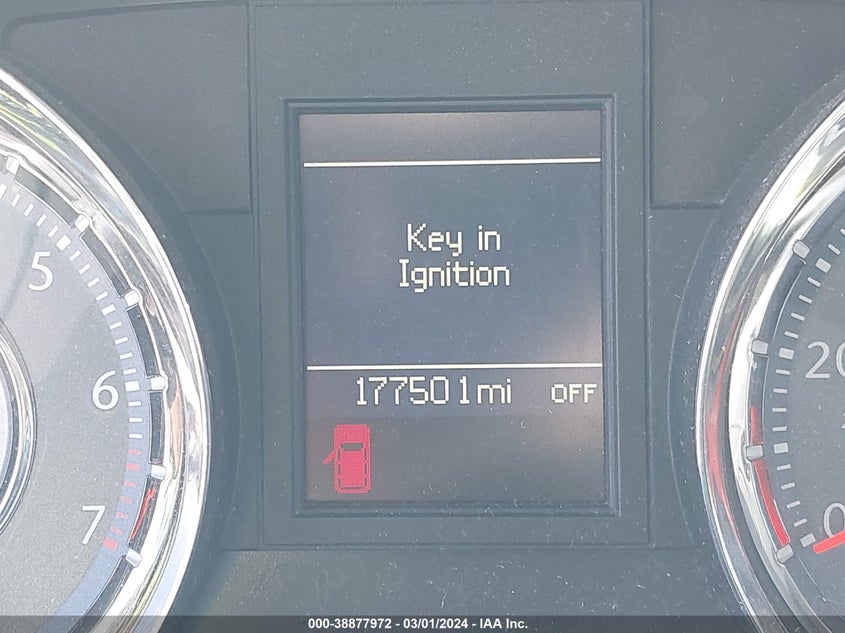 Key in
Ignition
177501mi OFF
5
6
7
20
0
000-38877972 - 03/01/2024 - IAA Inc.